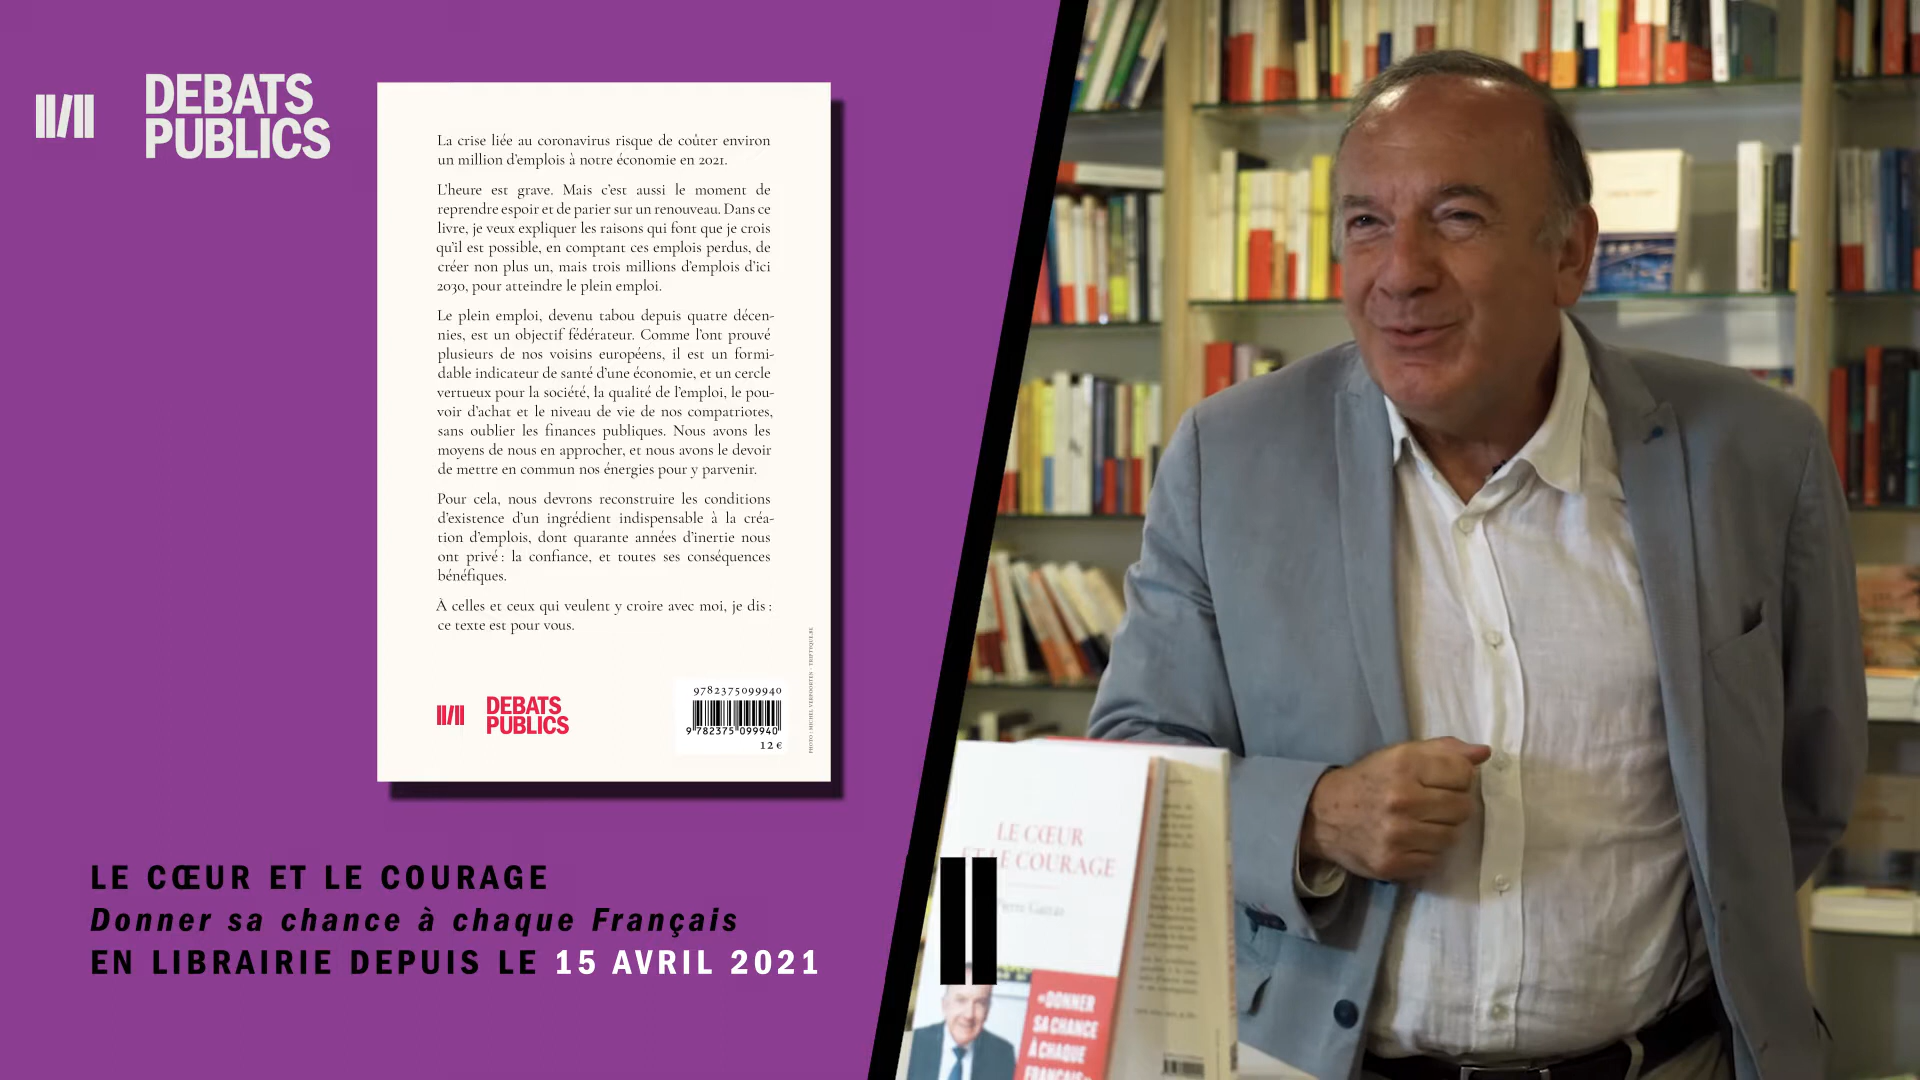 DEBATS
PUBLICS
La crise liée au coronavirus risque de coûter environ
un million d'emplois à notre économie en 2021.
L'heure est grave. Mais c'est aussi le moment de
reprendre espoir et de parier sur un renouveau. Dans ce
livre, je veux expliquer les raisons qui font que je crois
qu'il est possible, en comptant ces emplois perdus, de
créer non plus un, mais trois millions d'emplois d'ici
2030, pour atteindre le plein emploi.
Le plein emploi, devenu tabou depuis quatre décen-
nies, est un objectif fédérateur. Comme l'ont prouvé
plusieurs de nos voisins européens, il est un formi-
dable indicateur de santé d'une économie, et un cercle
vertueux pour la société, la qualité de l'emploi, le pou-
voir d'achat et le niveau de vie de nos compatriotes,
sans oublier les finances publiques. Nous avons les
moyens de nous en approcher, et nous avons le devoir
de mettre en commun nos énergies pour y parvenir.
Pour cela, nous devrons reconstruire les conditions
d'existence d'un ingrédient indispensable à la créa-
tion d'emplois, dont quarante années d'inertie nous
ont privé : la confiance, et toutes ses conséquences
bénéfiques.
À celles et ceux qui veulent y croire avec moi, je dis :
ce texte est pour vous.
DEBATS
PUBLICS
9782375099940
9 782375 099940
12 €
LE CŒUR ET LE COURAGE
Donner sa chance à chaque Français
EN LIBRAIRIE DEPUIS LE 15 AVRIL 2021
LE CŒUR
ET LE COURAGE
«DONNER
SA CHANCE
À CHAQUE
FRANÇAIS»